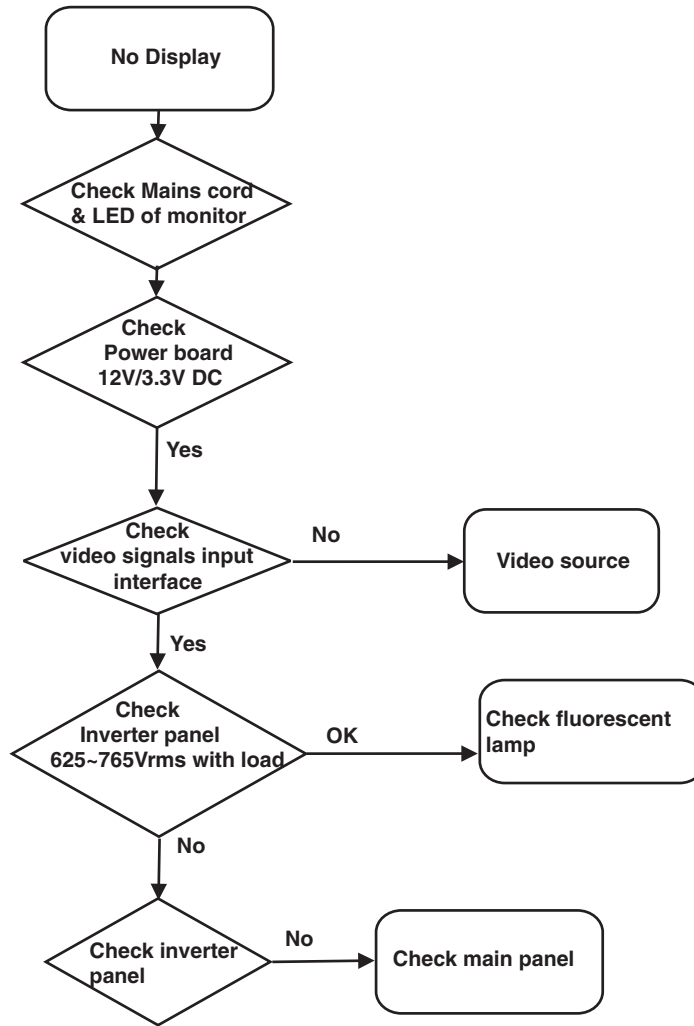 No Display
Check Mains cord
& LED of monitor
Check
Power board
12V/3.3V DC
Yes
Check
video signals input
interface
No
Video source
Yes
Check
Inverter panel
625~765Vrms with load
OK
Check fluorescent
lamp
No
Check inverter
panel
No
Check main panel